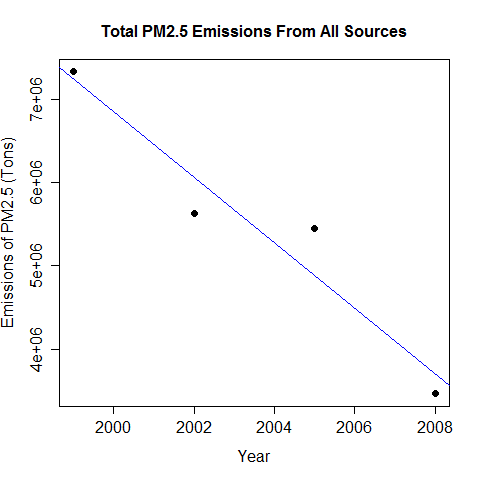 Total PM2.5 Emissions From All Sources
Emissions of PM2.5 (Tons)
7e+06
6e+06
5e+06
4e+06
2000 2002 2004 2006 2008
Year